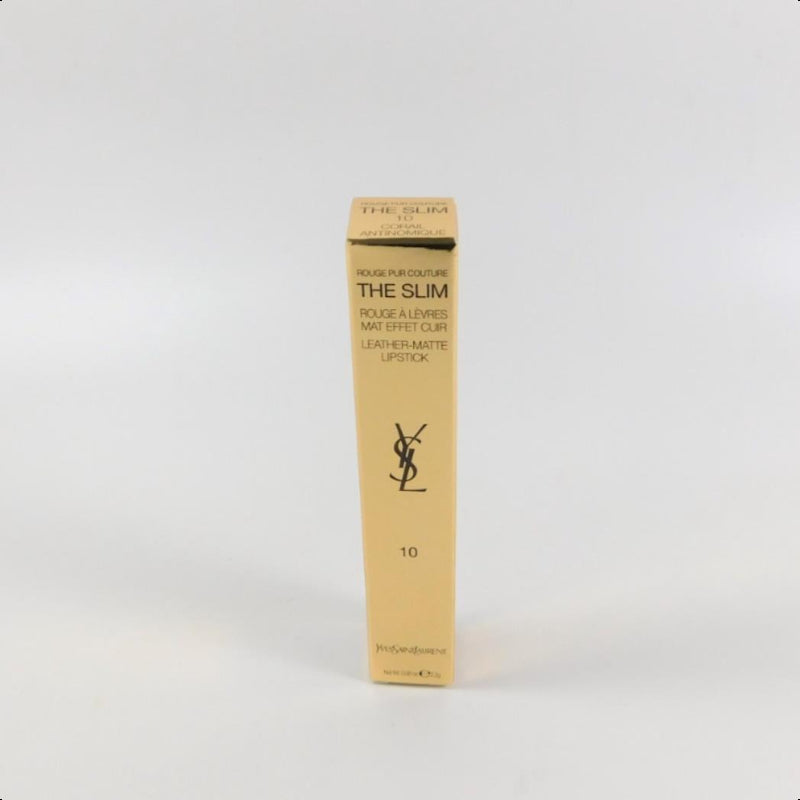 ROUGE PUR COUTURE
THE SLIM
10
CORAIL
ANTINOMIQUE
ROUGE PUR COUTURE
THE SLIM
ROUGE À LÈVRES
MAT EFFET CUIR
LEATHER-MATTE
LIPSTICK
YSL
10
YVESSAINTLAURENT